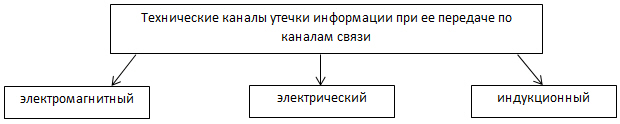 Технические каналы утечки информации при ее передаче по
каналам связи
электромагнитный
электрический
индукционный